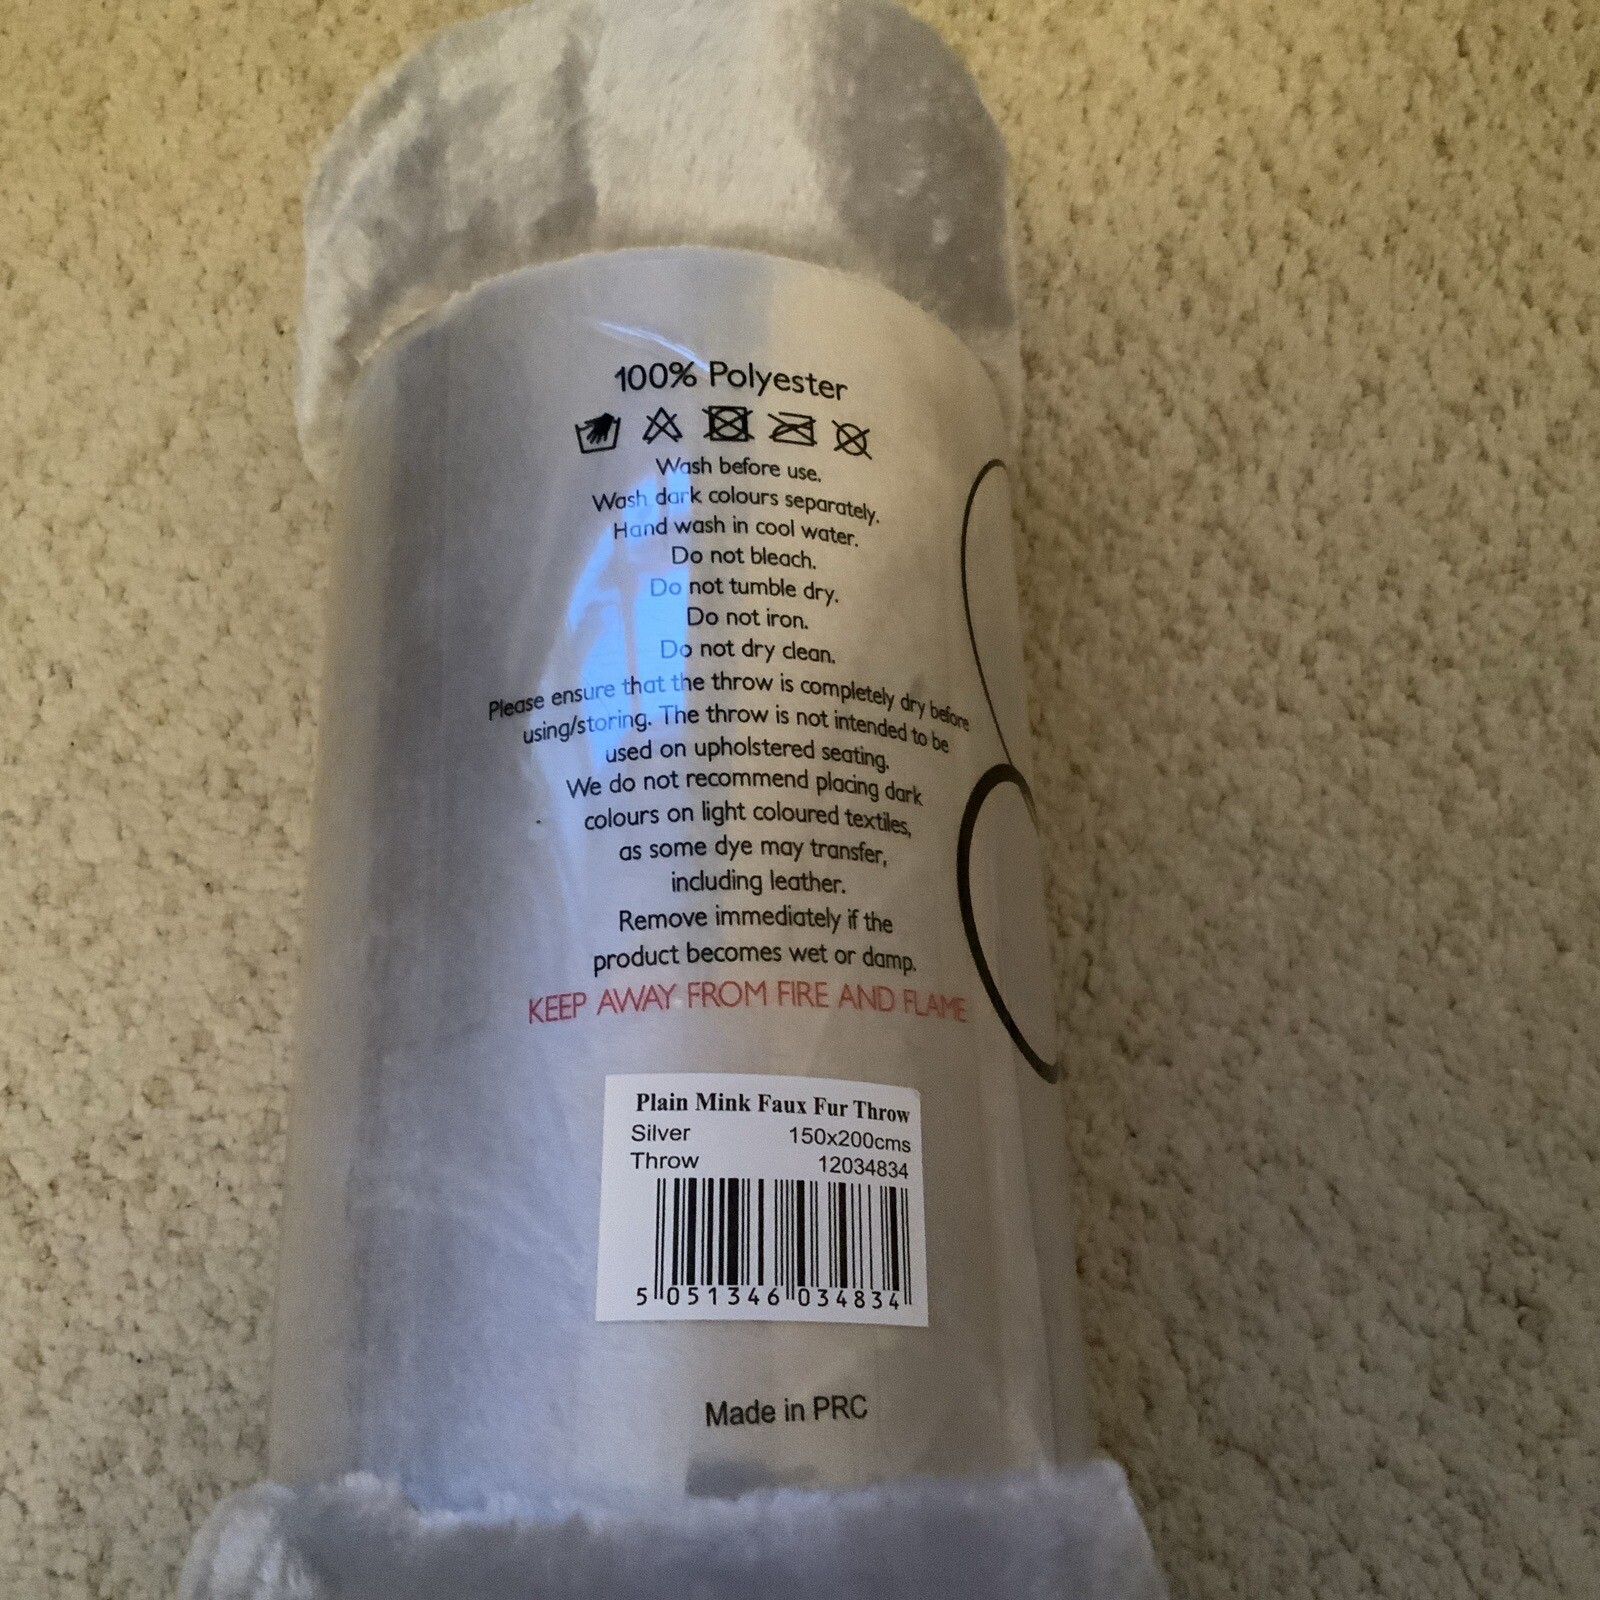 100% Polyester
Wash before use.
Wash dark colours separately.
Hand wash in cool water.
Do not bleach.
Do not tumble dry.
Do not iron.
Do not dry clean.
Please ensure that the throw is completely dry before
using/storing. The throw is not intended to be
used on upholstered seating.
We do not recommend placing dark
colours on light coloured textiles,
as some dye may transfer,
including leather.
Remove immediately if the
product becomes wet or damp.
KEEP AWAY FROM FIRE AND FLAME
Plain Mink Faux Fur Throw
Silver 150x200cms
Throw 12034834
5 051346 034834
Made in PRC